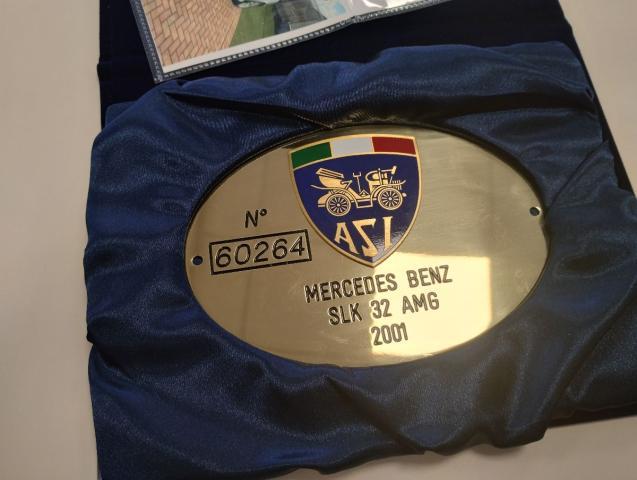 ASI
N°
60264
MERCEDES BENZ
SLK 32 AMG
2001